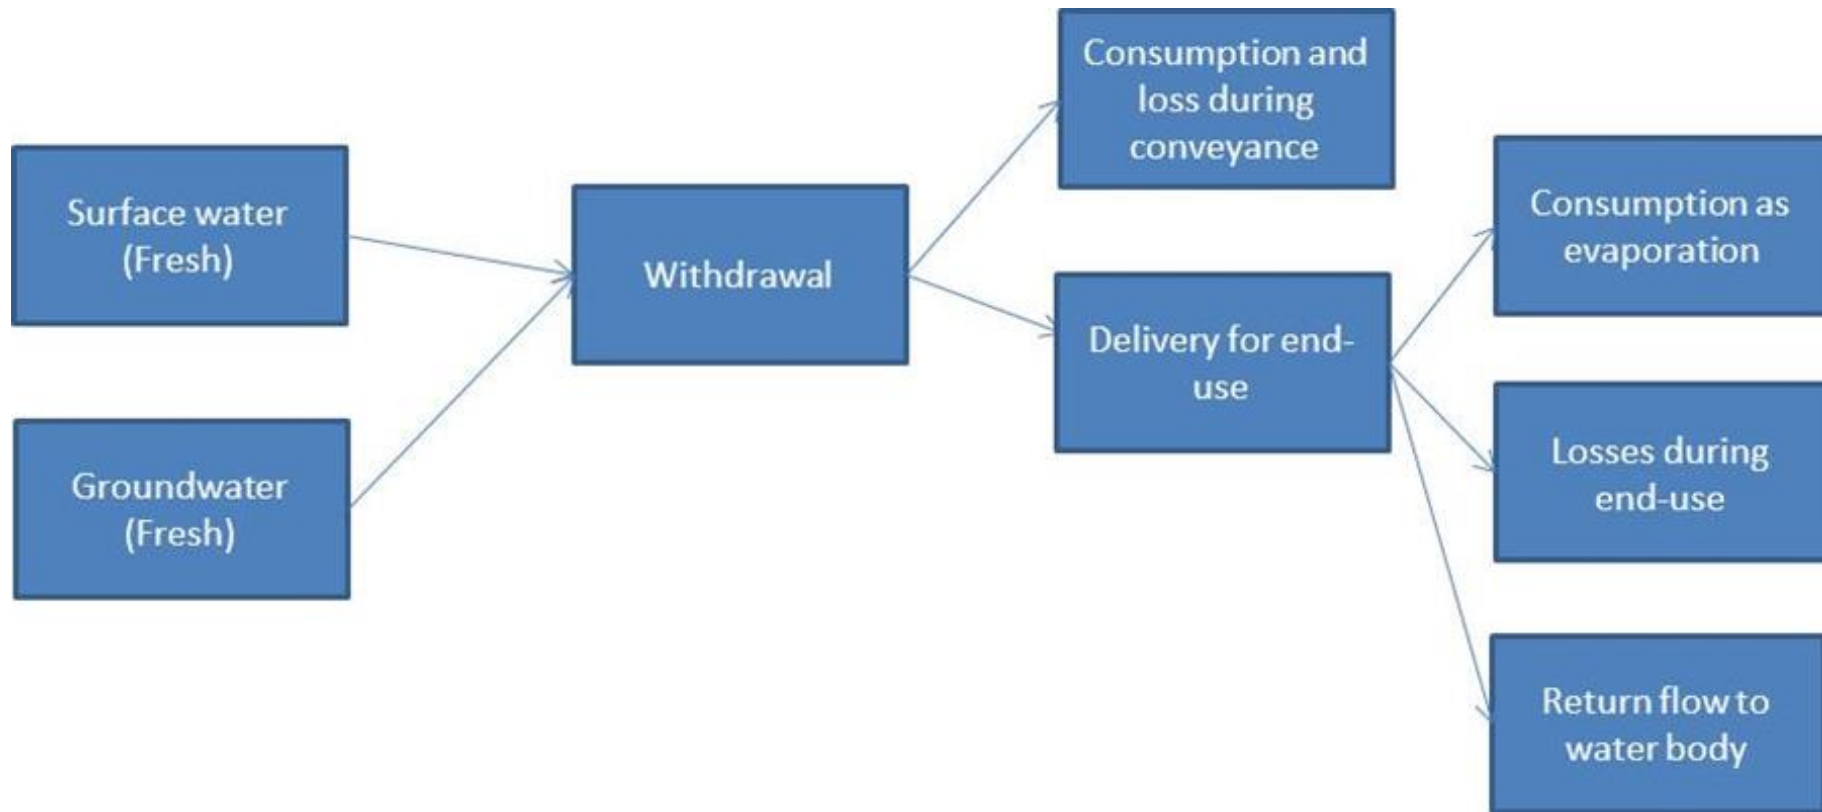 Surface water
(Fresh)
Groundwater
(Fresh)
Withdrawal
Consumption and
loss during
conveyance
Delivery for end-
use
Consumption as
evaporation
Losses during
end-use
Return flow to
water body